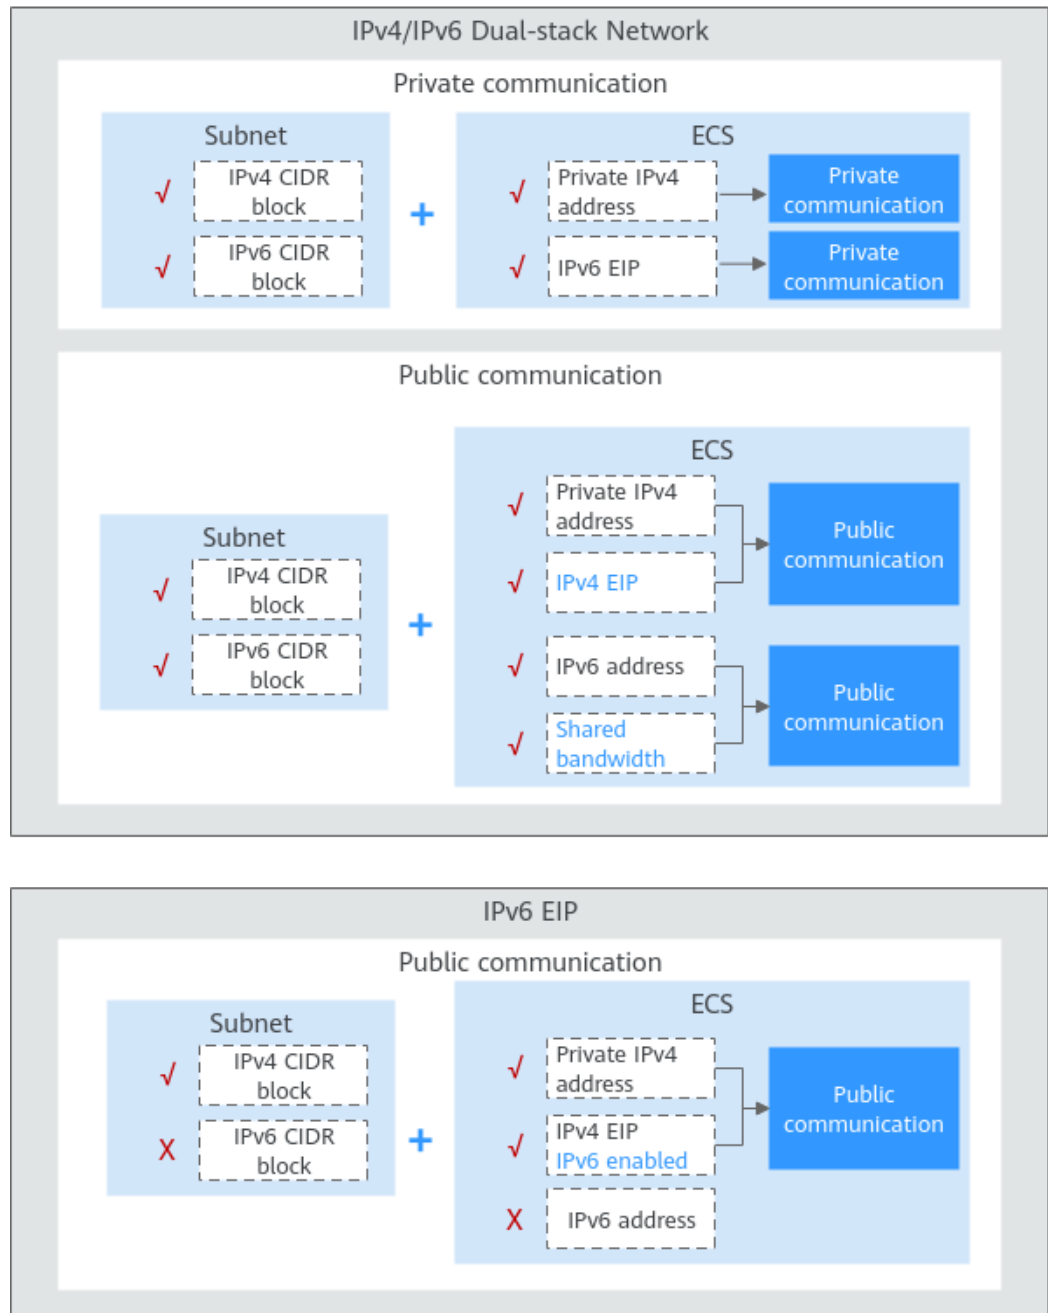 IPv4/IPv6 Dual-stack Network
Private communication
Subnet
√
IPv4 CIDR
block
√
IPv6 CIDR
block
+
ECS
√
Private IPv4
address
Private
communication
√
IPv6 EIP
Private
communication
Public communication
Subnet
√
IPv4 CIDR
block
√
IPv6 CIDR
block
+
ECS
√
Private IPv4
address
√
IPv4 EIP
Public
communication
√
IPv6 address
√
Shared
bandwidth
Public
communication
IPv6 EIP
Public communication
Subnet
√
IPv4 CIDR
block
X
IPv6 CIDR
block
+
ECS
√
Private IPv4
address
√
IPv4 EIP
IPv6 enabled
Public
communication
X
IPv6 address